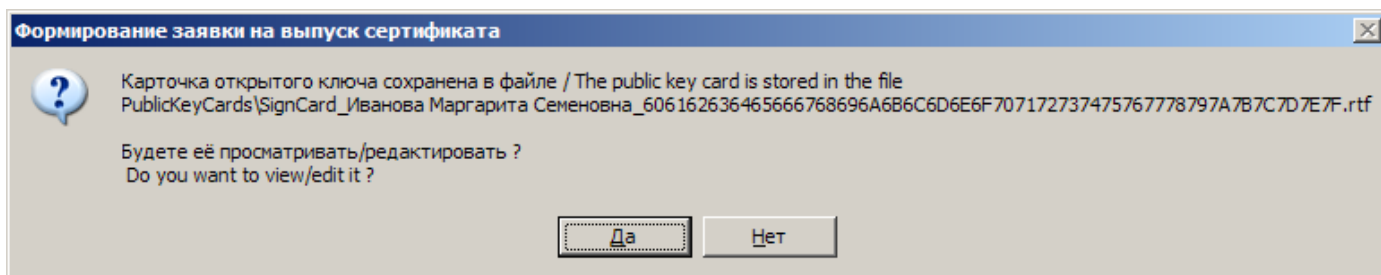 Формирование заявки на выпуск сертификата
Карточка открытого ключа сохранена в файле / The public key card is stored in the file
PublicKeyCards\SignCard_Иванова Маргарита Семеновна_606162636465666768696A6B6C6D6E6F707172737475767778797A7B7C7D7E7F.rtf
Будете её просматривать/редактировать ?
Do you want to view/edit it ?
Да
Нет